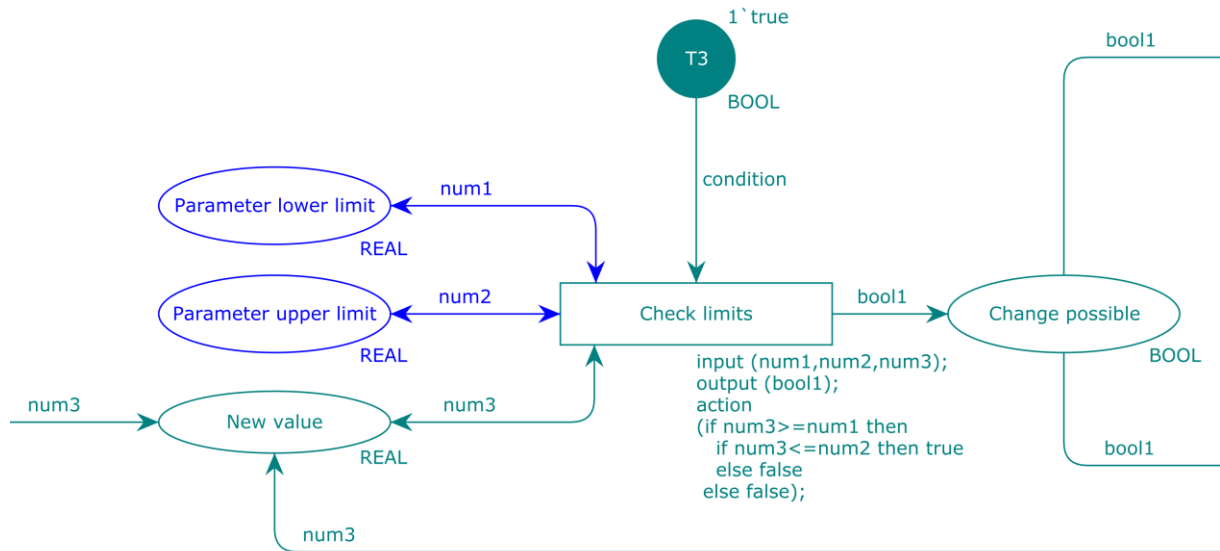 1`true
T3
BOOL
bool1
condition
num1
Parameter lower limit
REAL
num2
Parameter upper limit
REAL
Check limits
bool1
Change possible
BOOL
input (num1,num2,num3);
output (bool1);
action
(if num3>=num1 then
if num3<=num2 then true
else false
else false);
num3
New value
REAL
num3
bool1
num3